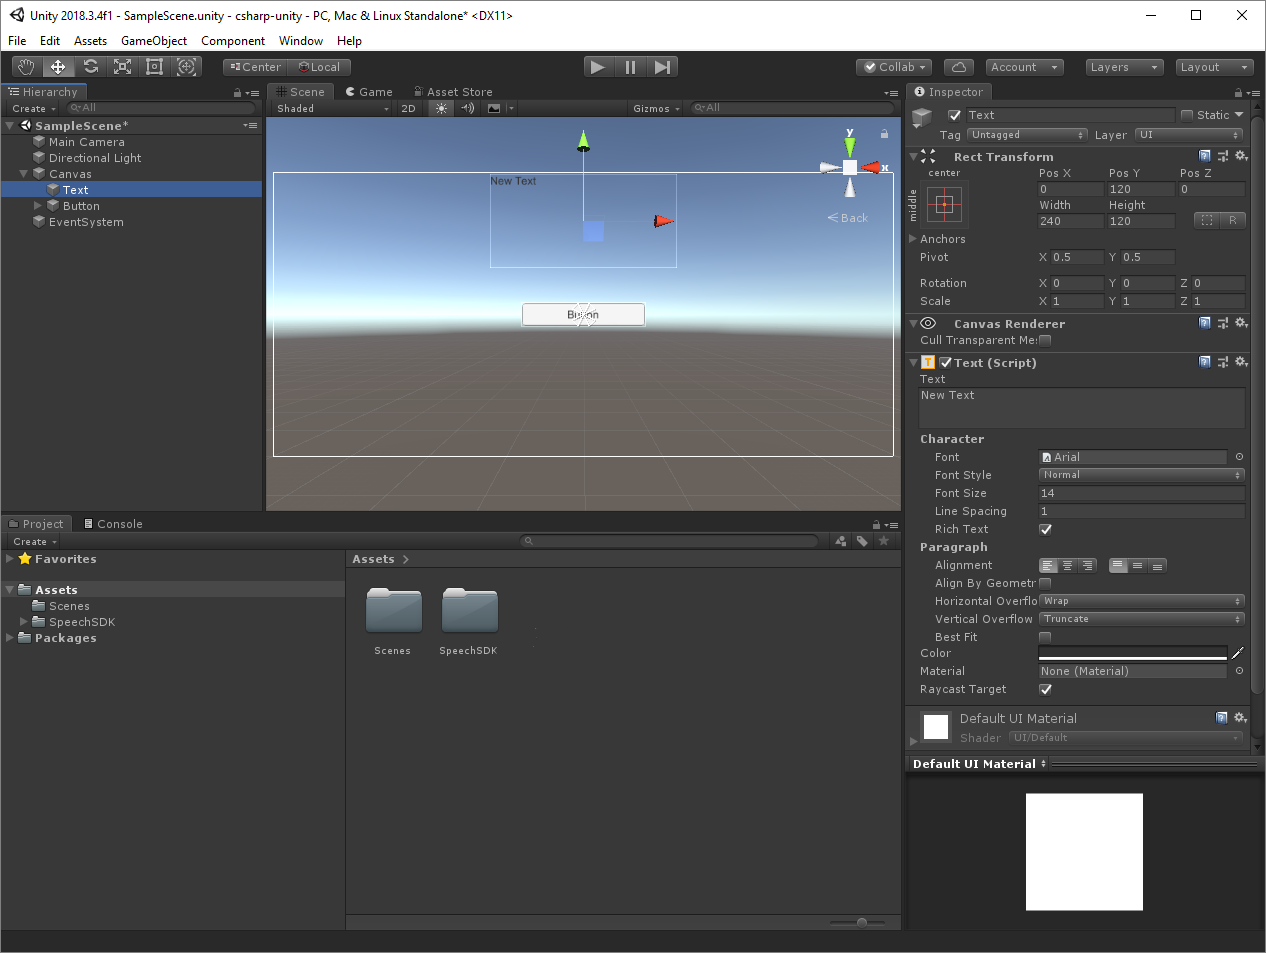 Unity 2018.3.4f1 - SampleScene.unity - csharp-unity - PC, Mac & Linux Standalone* <DX11>
File Edit Assets GameObject Component Window Help
Center Local Collab Account Layers Layout
Hierarchy
Create All
SampleScene*
Main Camera
Directional Light
Canvas
Text
Button
EventSystem
Scene Game Asset Store
Shaded 2D Gizmos All
y
x
Back
New Text
Button
Project Console
Create
Favorites
Assets
Scenes
SpeechSDK
Packages
Assets
Scenes SpeechSDK
Inspector
Text Static
Tag Untagged Layer UI
Rect Transform
center Pos X Pos Y Pos Z
middle 0 120 0
Width Height
240 120 R
Anchors
Pivot X 0.5 Y 0.5
Rotation X 0 Y 0 Z 0
Scale X 1 Y 1 Z 1
Canvas Renderer
Cull Transparent Mes
T Text (Script)
Text
New Text
Character
Font Arial
Font Style Normal
Font Size 14
Line Spacing 1
Rich Text
Paragraph
Alignment
Align By Geometr
Horizontal Overflo Wrap
Vertical Overflow Truncate
Best Fit
Color
Material None (Material)
Raycast Target
Default UI Material
Shader UI/Default
Default UI Material